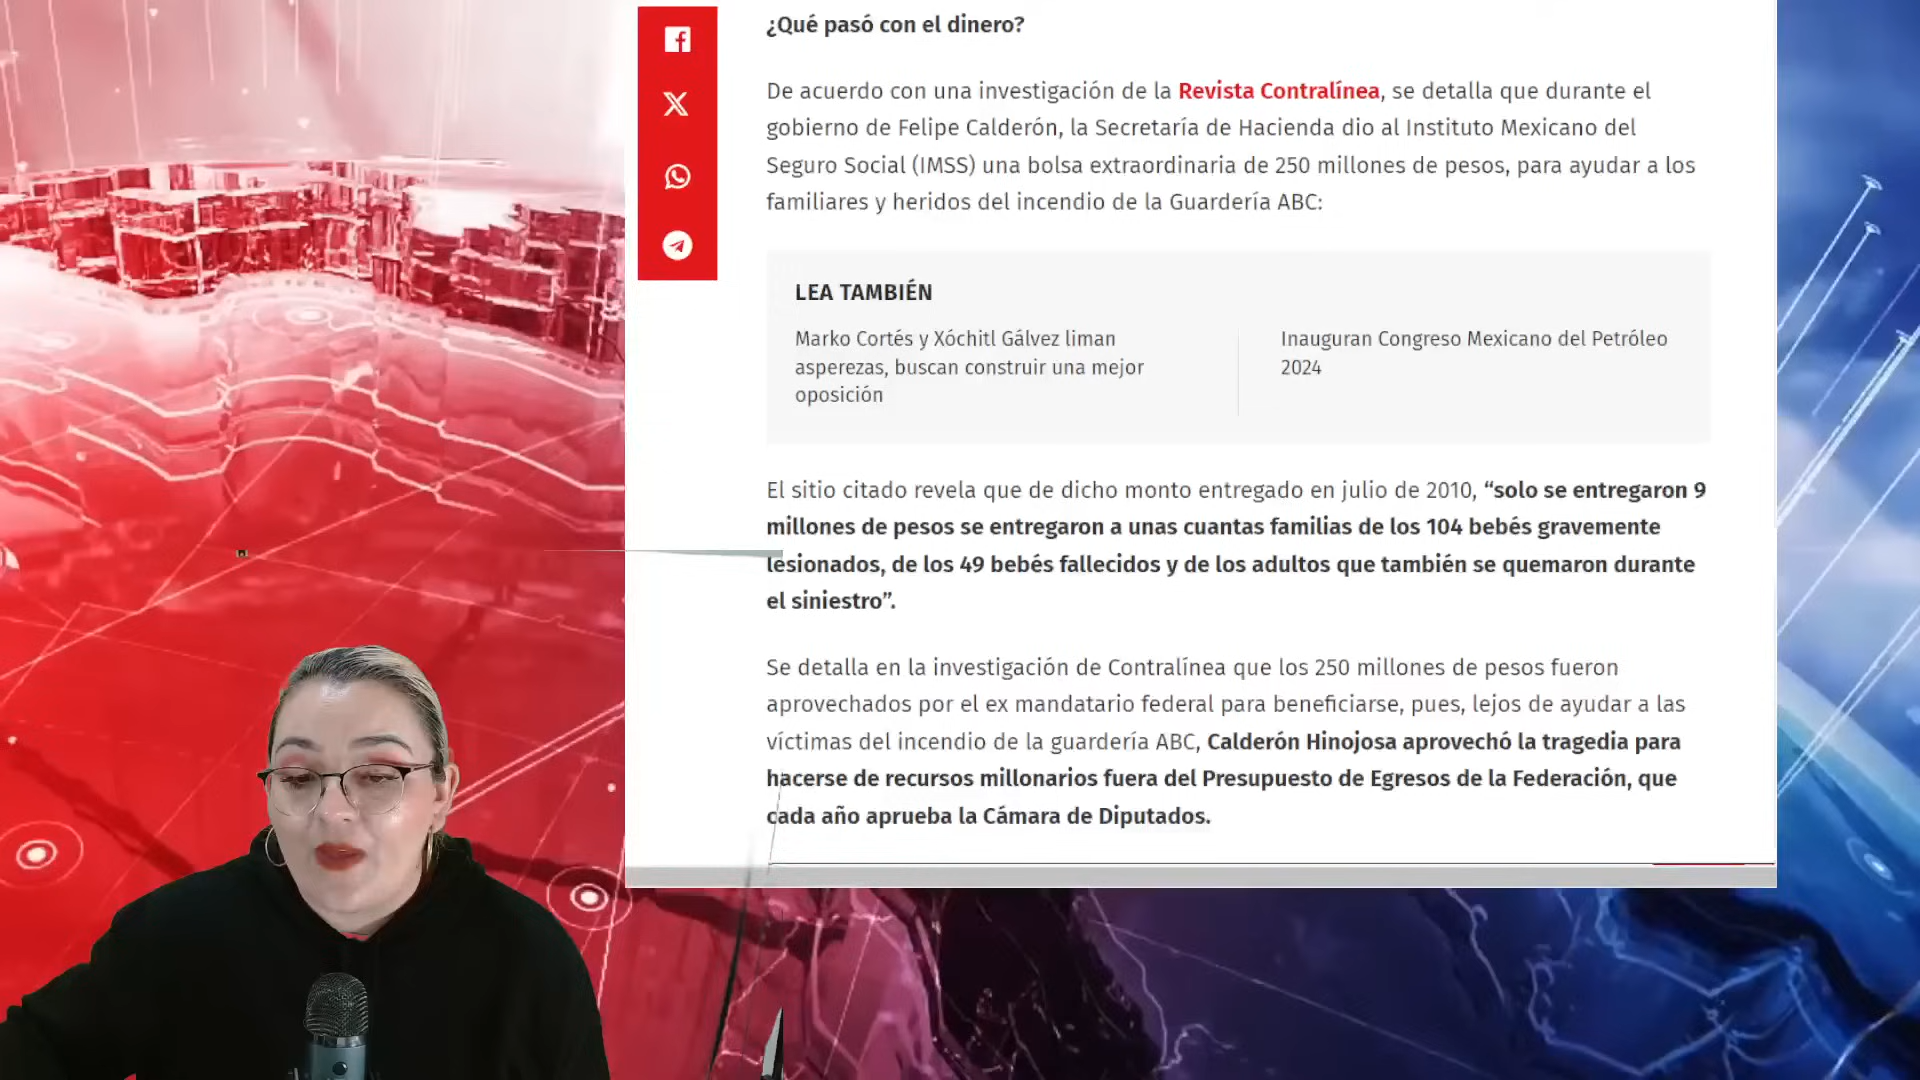 ¿Qué pasó con el dinero?
De acuerdo con una investigación de la Revista Contralínea, se detalla que durante el
gobierno de Felipe Calderón, la Secretaría de Hacienda dio al Instituto Mexicano del
Seguro Social (IMSS) una bolsa extraordinaria de 250 millones de pesos, para ayudar a los
familiares y heridos del incendio de la Guardería ABC:
LEA TAMBIÉN
Marko Cortés y Xóchitl Gálvez liman
asperezas, buscan construir una mejor
oposición
Inauguran Congreso Mexicano del Petróleo
2024
El sitio citado revela que de dicho monto entregado en julio de 2010, “solo se entregaron 9
millones de pesos se entregaron a unas cuantas familias de los 104 bebés gravemente
lesionados, de los 49 bebés fallecidos y de los adultos que también se quemaron durante
el siniestro”.
Se detalla en la investigación de Contralínea que los 250 millones de pesos fueron
aprovechados por el ex mandatario federal para beneficiarse, pues, lejos de ayudar a las
víctimas del incendio de la guardería ABC, Calderón Hinojosa aprovechó la tragedia para
hacerse de recursos millonarios fuera del Presupuesto de Egresos de la Federación, que
cada año aprueba la Cámara de Diputados.